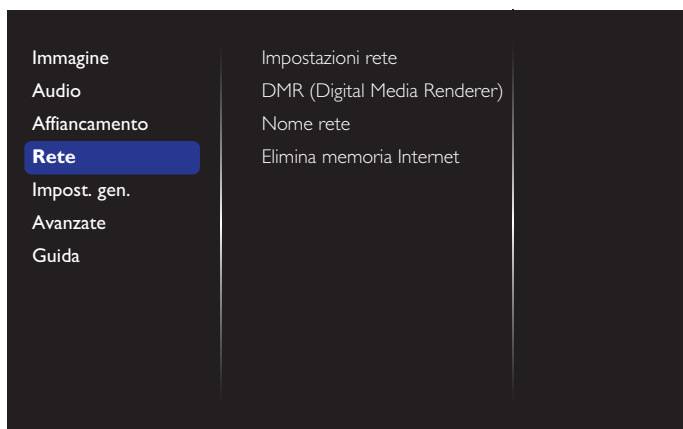 Immagine
Audio
Affiancamento
Rete
Impost. gen.
Avanzate
Guida
Impostazioni rete
DMR (Digital Media Renderer)
Nome rete
Elimina memoria Internet